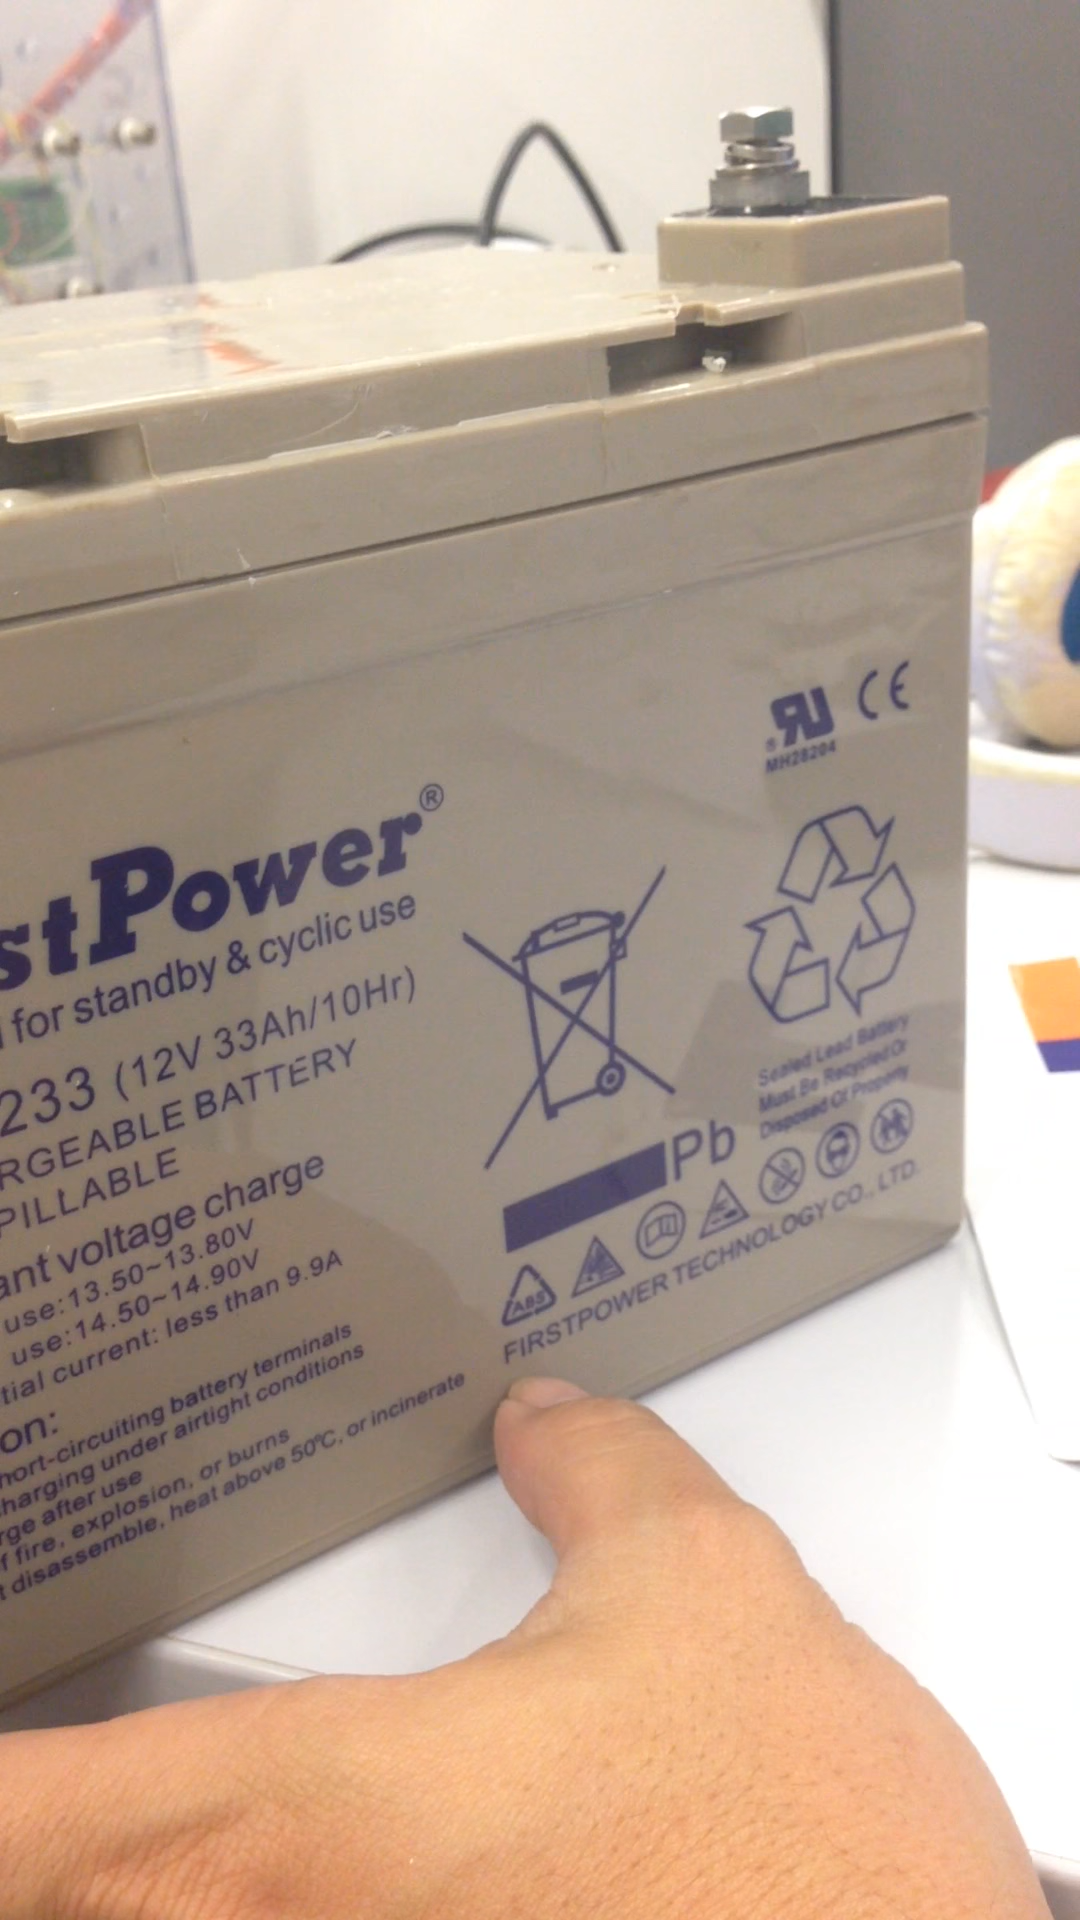 stPower®
l for standby & cyclic use
233 (12V 33Ah/10Hr)
RGEABLE BATTERY
PILLABLE
ant voltage charge
use:13.50~13.80V
use:14.50~14.90V
tial current: less than 9.9A
on:
hort-circuiting battery terminals
harging under airtight conditions
rge after use
f fire, explosion, or burns
t disassemble, heat above 50℃, or incinerate
RU CE
®
MH28204
Sealed Lead Battery
Must Be Recycled Or
Disposed Of Properly
Pb
ABS
FIRSTPOWER TECHNOLOGY CO., LTD.